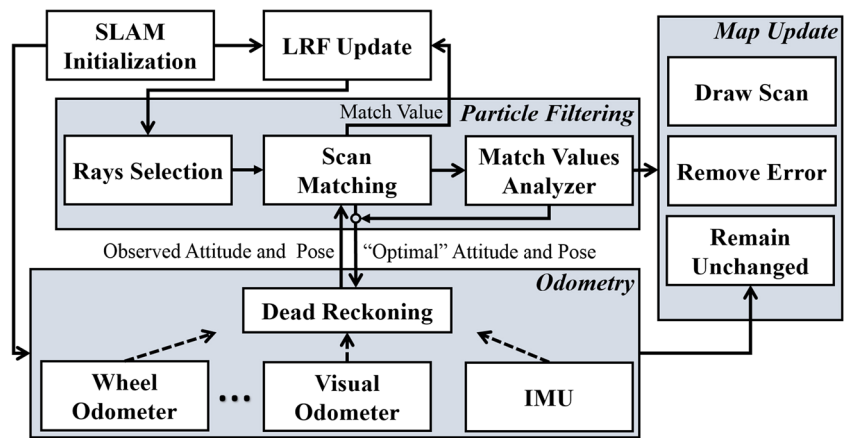 SLAM
Initialization
LRF Update
Map Update
Draw Scan
Match Value
Particle Filtering
Rays Selection
Scan
Matching
Match Values
Analyzer
Remove Error
Remain
Unchanged
Observed Attitude and Pose
“Optimal” Attitude and Pose
Odometry
Dead Reckoning
Wheel
Odometer
...
Visual
Odometer
IMU